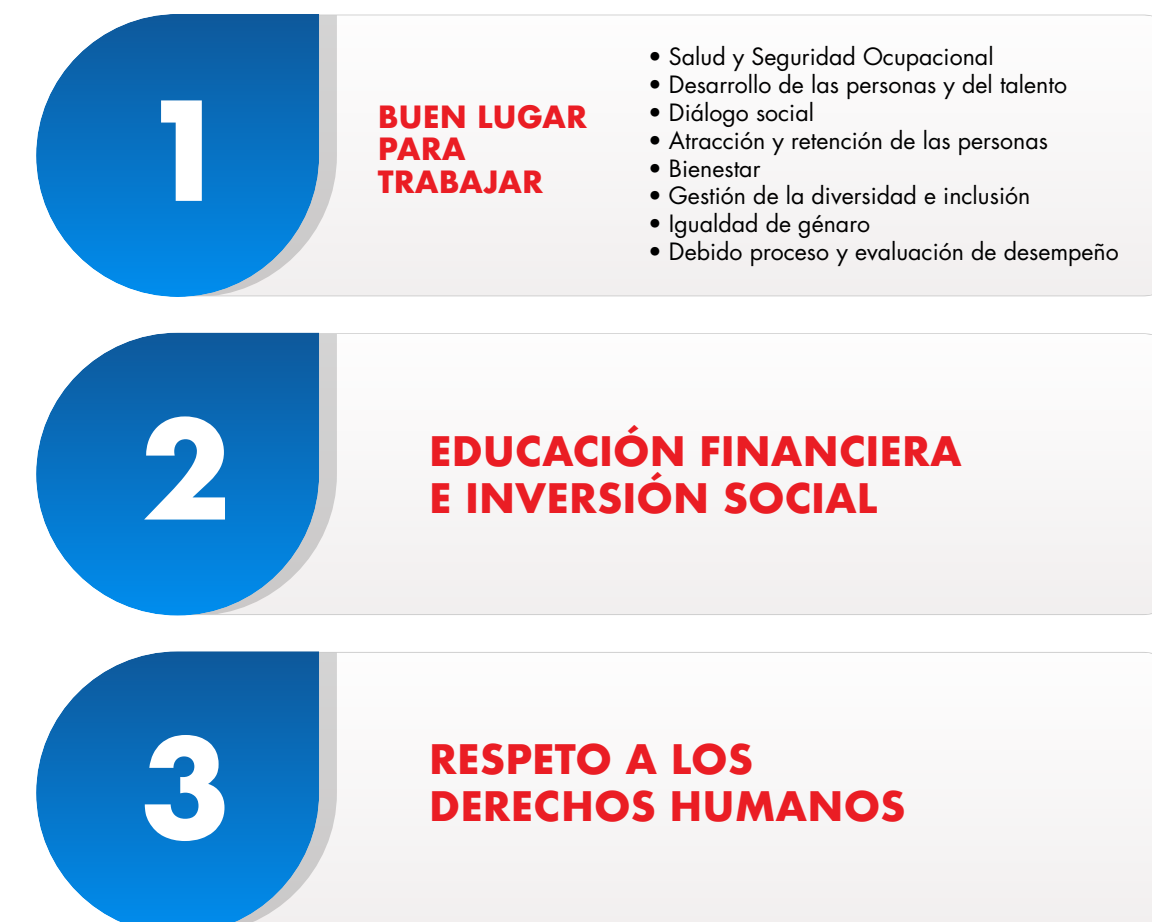 1
BUEN LUGAR
PARA
TRABAJAR
• Salud y Seguridad Ocupacional
• Desarrollo de las personas y del talento
• Diálogo social
• Atracción y retención de las personas
• Bienestar
• Gestión de la diversidad e inclusión
• Igualdad de génaro
• Debido proceso y evaluación de desempeño
2
EDUCACIÓN FINANCIERA
E INVERSIÓN SOCIAL
3
RESPETO A LOS
DERECHOS HUMANOS